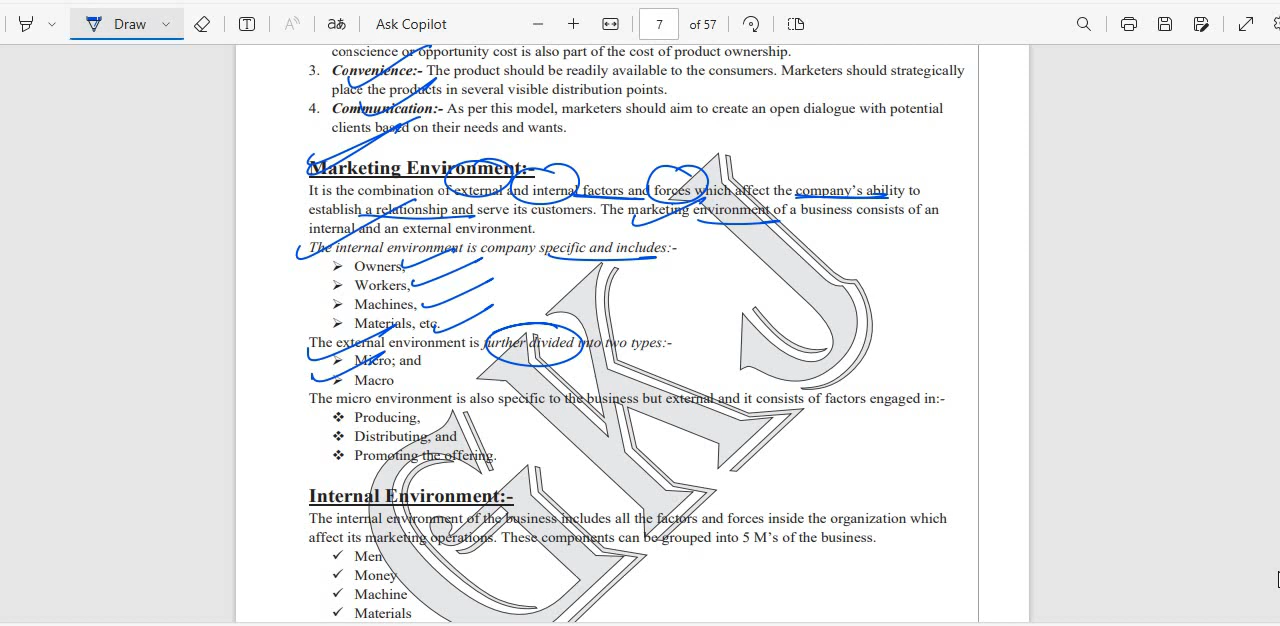 Draw
aあ
Ask Copilot
7
of 57
conscience or opportunity cost is also part of the cost of product ownership.
3. Convenience:- The product should be readily available to the consumers. Marketers should strategically
place the products in several visible distribution points.
4. Communication:- As per this model, marketers should aim to create an open dialogue with potential
clients based on their needs and wants.
Marketing Environment:-
It is the combination of external and internal factors and forces which affect the company's ability to
establish a relationship and serve its customers. The marketing environment of a business consists of an
internal and an external environment.
The internal environment is company specific and includes:-
➢ Owners,
➢ Workers,
➢ Machines,
➢ Materials, etc.
The external environment is further divided into two types:-
➢ Micro; and
➢ Macro
The micro environment is also specific to the business but external and it consists of factors engaged in:-
❖ Producing,
❖ Distributing, and
❖ Promoting the offering.
Internal Environment:-
The internal environment of the business includes all the factors and forces inside the organization which
affect its marketing operations. These components can be grouped into 5 M's of the business.
✓ Men
✓ Money
✓ Machine
✓ Materials